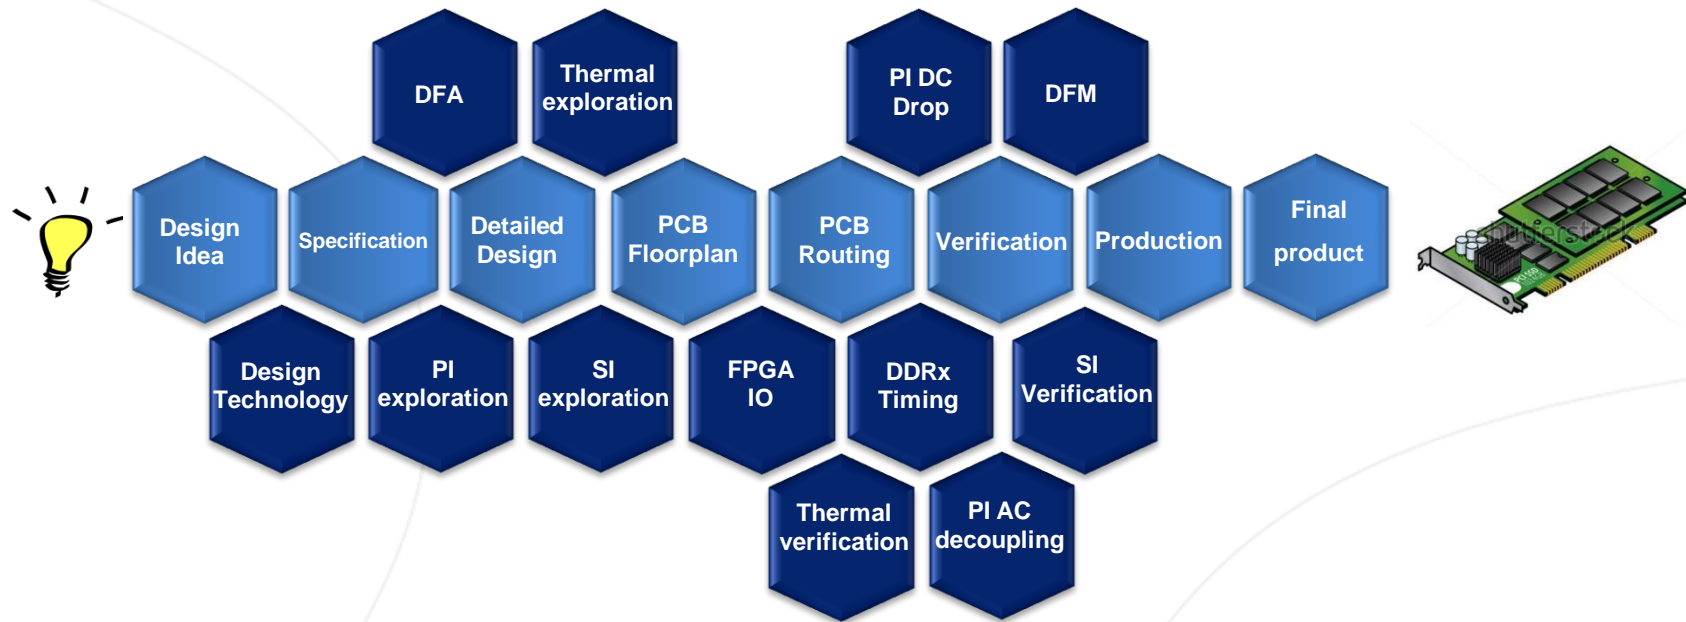 DFA
Thermal
exploration
PI DC
Drop
DFM
Design
Idea
Specification
Detailed
Design
PCB
Floorplan
PCB
Routing
Verification
Production
Final
product
shutterstock
Design
Technology
PI
exploration
SI
exploration
FPGA
IO
DDRx
Timing
SI
Verification
Thermal
verification
PI AC
decoupling